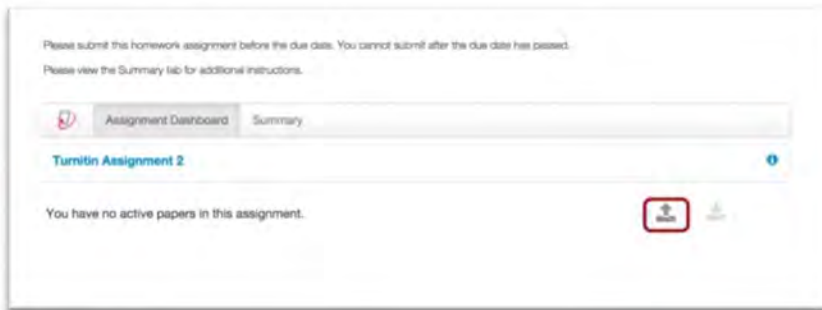 Please submit this homework assignment before the due date. You cannot submit after the due date has passed.
Please view the Summary tab for additional instructions.
Assignment Dashboard Summary
Turnitin Assignment 2
You have no active papers in this assignment.